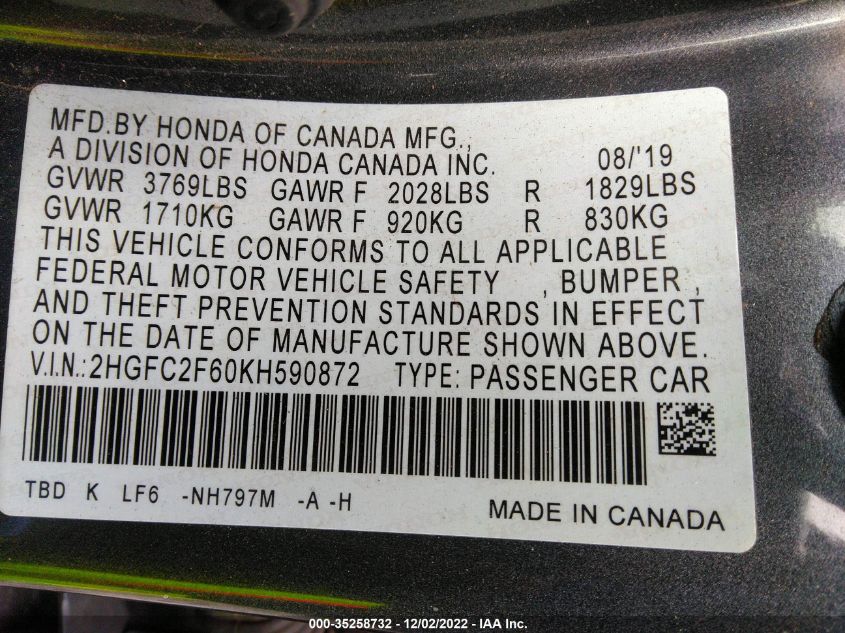 MFD.BY HONDA OF CANADA MFG.,
A DIVISION OF HONDA CANADA INC. 08/'19
GVWR 3769LBS GAWR F 2028LBS R 1829LBS
GVWR 1710KG GAWR F 920KG R 830KG
THIS VEHICLE CONFORMS TO ALL APPLICABLE
FEDERAL MOTOR VEHICLE SAFETY , BUMPER ,
AND THEFT PREVENTION STANDARDS IN EFFECT
ON THE DATE OF MANUFACTURE SHOWN ABOVE.
V.I.N.:2HGFC2F60KH590872 TYPE: PASSENGER CAR
TBD K LF6 -NH797M -A -H
MADE IN CANADA
000-35258732 - 12/02/2022 - IAA Inc.